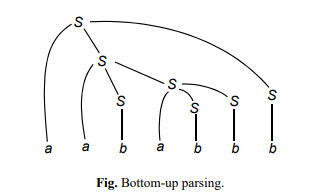 S
S
S
S S S S
a a b a b b b
Fig. Bottom-up parsing.